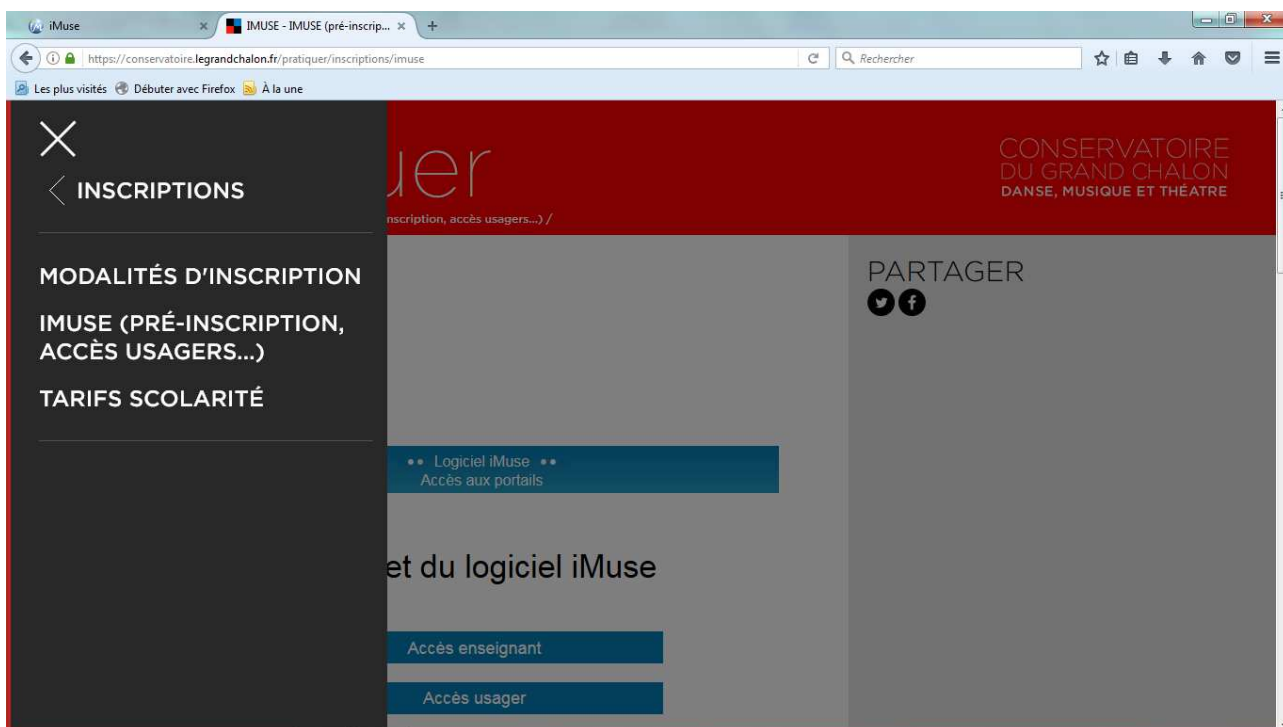 iMuse
IMUSE - IMUSE (pré-inscrip...
https://conservatoire.legrandchalon.fr/pratiquer/inscriptions/imuse
Rechercher
Les plus visités Débuter avec Firefox À la une
INSCRIPTIONS
MODALITÉS D'INSCRIPTION
IMUSE (PRÉ-INSCRIPTION,
ACCÈS USAGERS...)
TARIFS SCOLARITÉ
uer
nscription, accès usagers...) /
CONSERVATOIRE
DU GRAND CHALON
DANSE, MUSIQUE ET THÉATRE
PARTAGER
•• Logiciel iMuse ••
Accès aux portails
et du logiciel iMuse
Accès enseignant
Accès usager